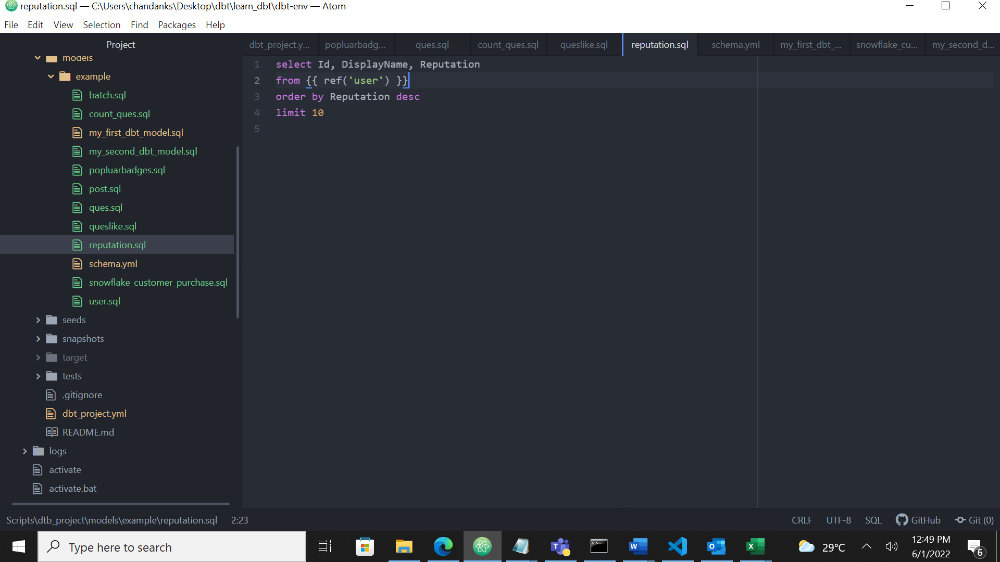 reputation.sql — C:\Users\chandanks\Desktop\dbt\learn_dbt\dbt-env — Atom
File Edit View Selection Find Packages Help
Project
models
example
batch.sql
count_ques.sql
my_first_dbt_model.sql
my_second_dbt_model.sql
popluarbadges.sql
post.sql
ques.sql
queslike.sql
reputation.sql
schema.yml
snowflake_customer_purchase.sql
user.sql
seeds
snapshots
target
tests
.gitignore
dbt_project.yml
README.md
logs
activate
activate.bat
dbt_project.y... popluarbadg... ques.sql count_ques.sql queslike.sql reputation.sql schema.yml my_first_dbt_... snowflake_cu... my_second_d...
1 select Id, DisplayName, Reputation
2 from {{ ref('user') }}
3 order by Reputation desc
4 limit 10
5
Scripts\dtb_project\models\example\reputation.sql 2:23 CRLF UTF-8 SQL GitHub Git (0)
Type here to search
29°C
12:49 PM
6/1/2022
6